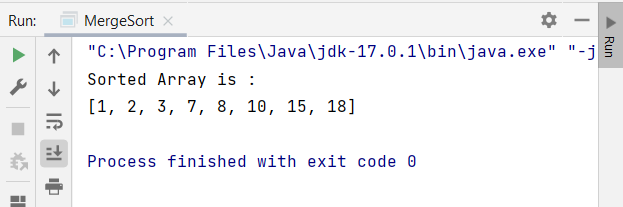 Run: MergeSort
"C:\Program Files\Java\jdk-17.0.1\bin\java.exe" "-j
Sorted Array is :
[1, 2, 3, 7, 8, 10, 15, 18]
Process finished with exit code 0
Run